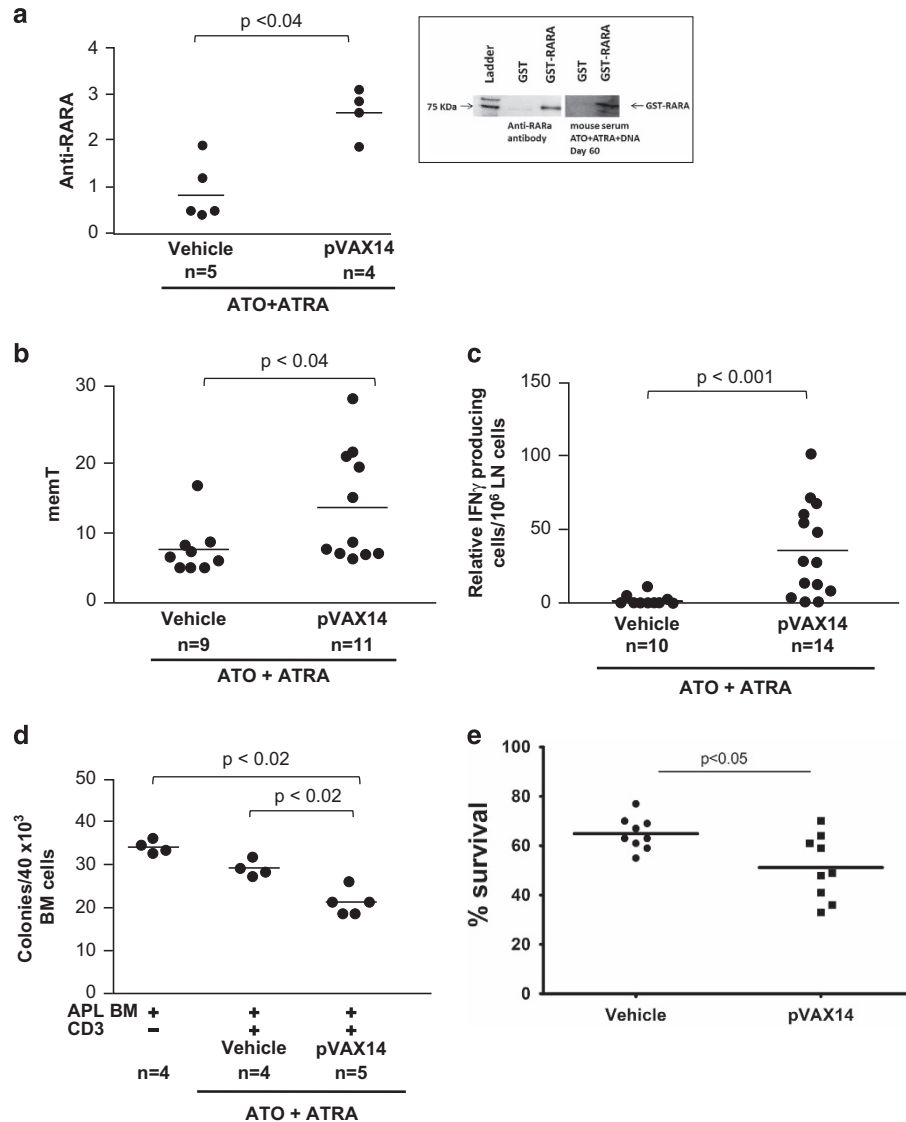 a
p <0.04
4
3
2
1
0
Anti-RARA
Vehicle
n=5
pVAX14
n=4
ATO+ATRA
Ladder
GST
GST-RARA
GST
GST-RARA
75 KDa
GST-RARA
Anti-RARa
antibody
mouse serum
ATO+ATRA+DNA
Day 60
b
p < 0.04
30
20
10
0
memT
Vehicle
n=9
pVAX14
n=11
ATO + ATRA
c
p < 0.001
150
100
50
0
Relative IFNγ producing
cells/10⁶ LN cells
Vehicle
n=10
pVAX14
n=14
ATO + ATRA
d
p < 0.02
p < 0.02
50
40
30
20
10
0
Colonies/40 x10³
BM cells
APL BM + + +
CD3 − + +
Vehicle pVAX14
n=4 n=4 n=5
ATO + ATRA
e
p<0.05
100
80
60
40
20
0
% survival
Vehicle
pVAX14